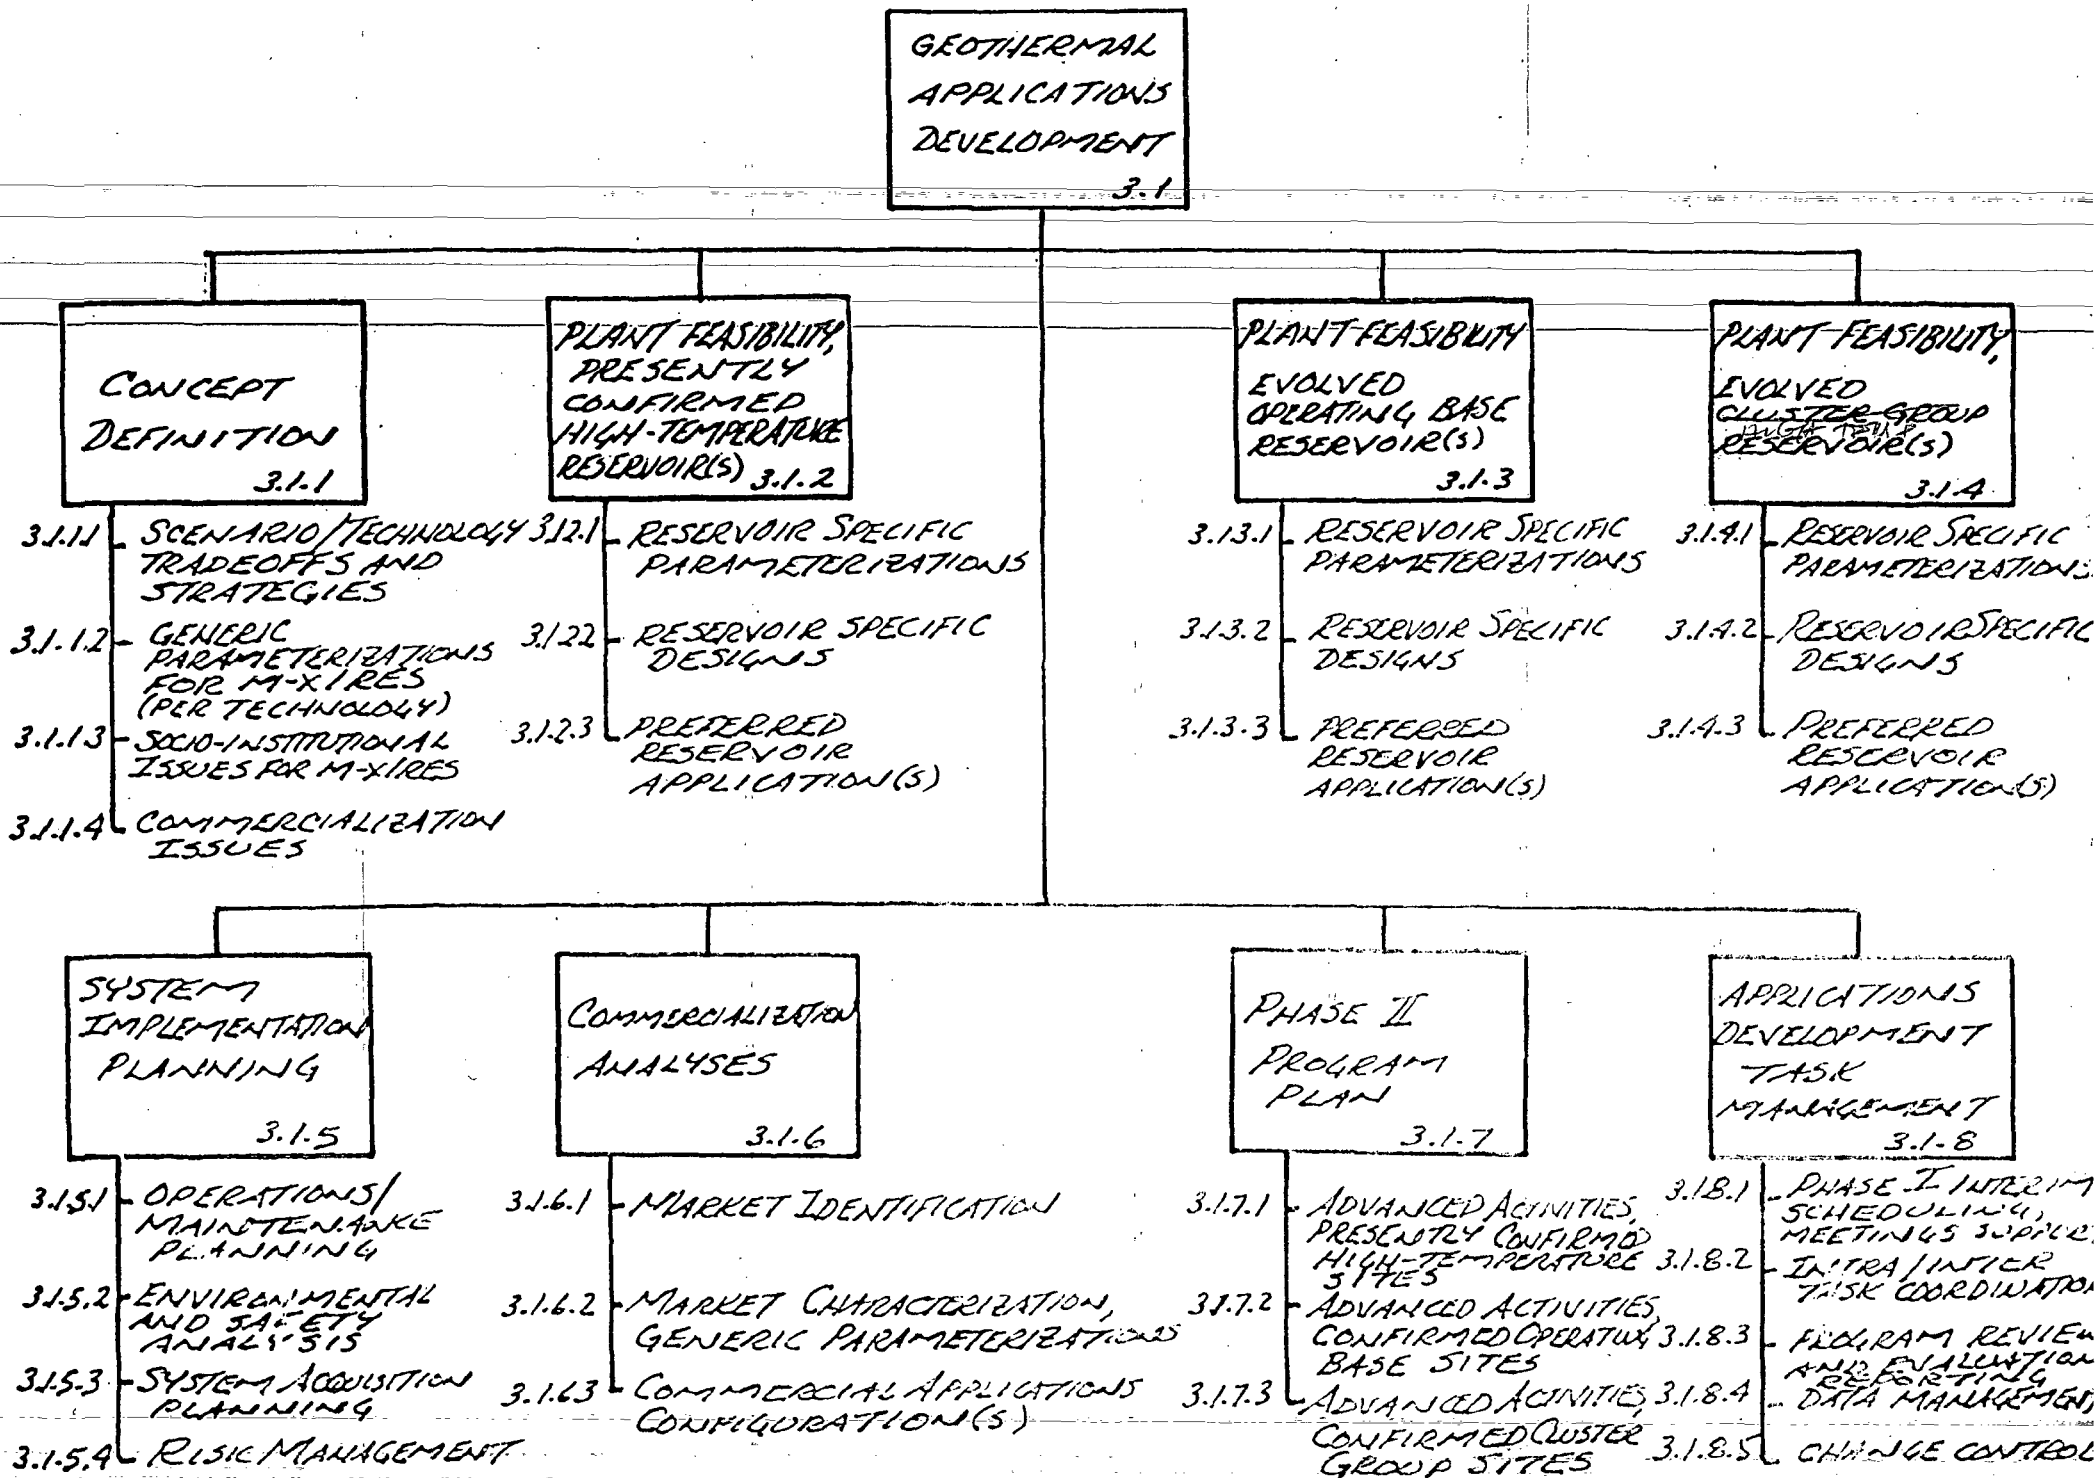 GEOTHERMAL
APPLICATIONS
DEVELOPMENT
3.1
CONCEPT
DEFINITION
3.1.1
3.1.1.1 SCENARIO/TECHNOLOGY
TRADEOFFS AND
STRATEGIES
3.1.1.2 GENERIC
PARAMETERIZATIONS
FOR M-X/RES
(PER TECHNOLOGY)
3.1.1.3 SOCIO-INSTITUTIONAL
ISSUES FOR M-X/RES
3.1.1.4 COMMERCIALIZATION
ISSUES
PLANT FEASIBILITY,
PRESENTLY
CONFIRMED
HIGH-TEMPERATURE
RESERVOIR(S)
3.1.2
3.1.2.1 RESERVOIR SPECIFIC
PARAMETERIZATIONS
3.1.2.2 RESERVOIR SPECIFIC
DESIGNS
3.1.2.3 PREFERRED
RESERVOIR
APPLICATION(S)
PLANT FEASIBILITY
EVOLVED
OPERATING BASE
RESERVOIR(S)
3.1.3
3.1.3.1 RESERVOIR SPECIFIC
PARAMETERIZATIONS
3.1.3.2 RESERVOIR SPECIFIC
DESIGNS
3.1.3.3 PREFERRED
RESERVOIR
APPLICATION(S)
PLANT FEASIBILITY,
EVOLVED
CLUSTER GROUP
HIGH TEMP
RESERVOIR(S)
3.1.4
3.1.4.1 RESERVOIR SPECIFIC
PARAMETERIZATIONS
3.1.4.2 RESERVOIR SPECIFIC
DESIGNS
3.1.4.3 PREFERRED
RESERVOIR
APPLICATION(S)
SYSTEM
IMPLEMENTATION
PLANNING
3.1.5
3.1.5.1 OPERATIONS/
MAINTENANCE
PLANNING
3.1.5.2 ENVIRONMENTAL
AND SAFETY
ANALYSIS
3.1.5.3 SYSTEM ACQUISITION
PLANNING
3.1.5.4 RISK MANAGEMENT
COMMERCIALIZATION
ANALYSES
3.1.6
3.1.6.1 MARKET IDENTIFICATION
3.1.6.2 MARKET CHARACTERIZATION,
GENERIC PARAMETERIZATIONS
3.1.6.3 COMMERCIAL APPLICATIONS
CONFIGURATION(S)
PHASE II
PROGRAM
PLAN
3.1.7
3.1.7.1 ADVANCED ACTIVITIES,
PRESENTLY CONFIRMED
HIGH-TEMPERATURE
SITES
3.1.7.2 ADVANCED ACTIVITIES,
CONFIRMED OPERATING
BASE SITES
3.1.7.3 ADVANCED ACTIVITIES,
CONFIRMED CLUSTER
GROUP SITES
APPLICATIONS
DEVELOPMENT
TASK
MANAGEMENT
3.1.8
3.1.8.1 PHASE I INTERIM
SCHEDULING,
MEETINGS SUPPORT
3.1.8.2 INTRA/INTER
TASK COORDINATION
3.1.8.3 PROGRAM REVIEW
AND EVALUATION
REPORTING
3.1.8.4 DATA MANAGEMENT
3.1.8.5 CHANGE CONTROL